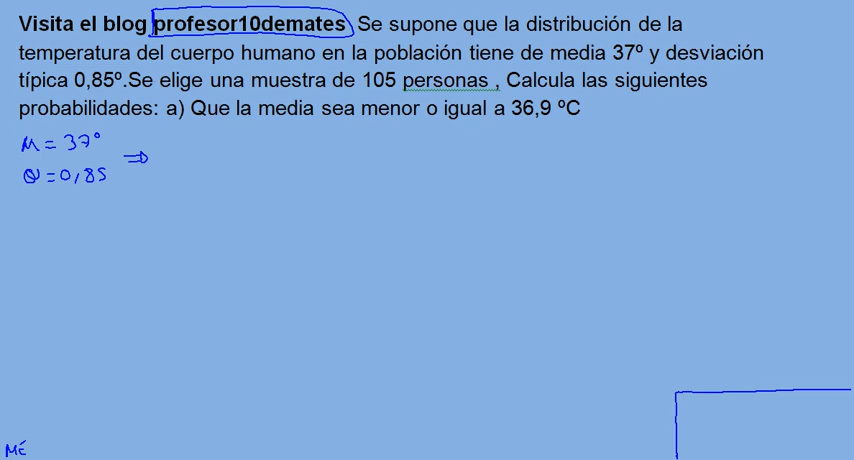 Visita el blog profesor10demates Se supone que la distribución de la
temperatura del cuerpo humano en la población tiene de media 37º y desviación
típica 0,85º.Se elige una muestra de 105 personas , Calcula las siguientes
probabilidades: a) Que la media sea menor o igual a 36,9 ºC
μ = 37° ⇒
σ = 0,85
MÉ